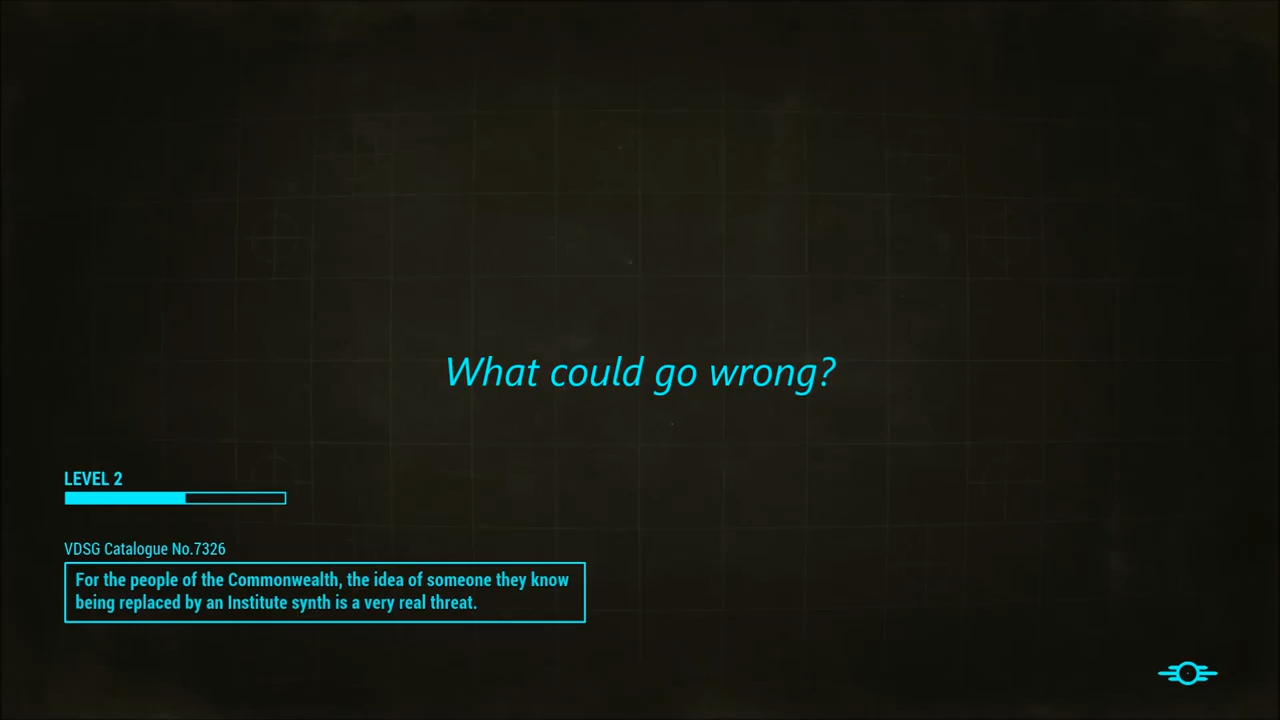 What could go wrong?
LEVEL 2
VDSG Catalogue No.7326
For the people of the Commonwealth, the idea of someone they know
being replaced by an Institute synth is a very real threat.